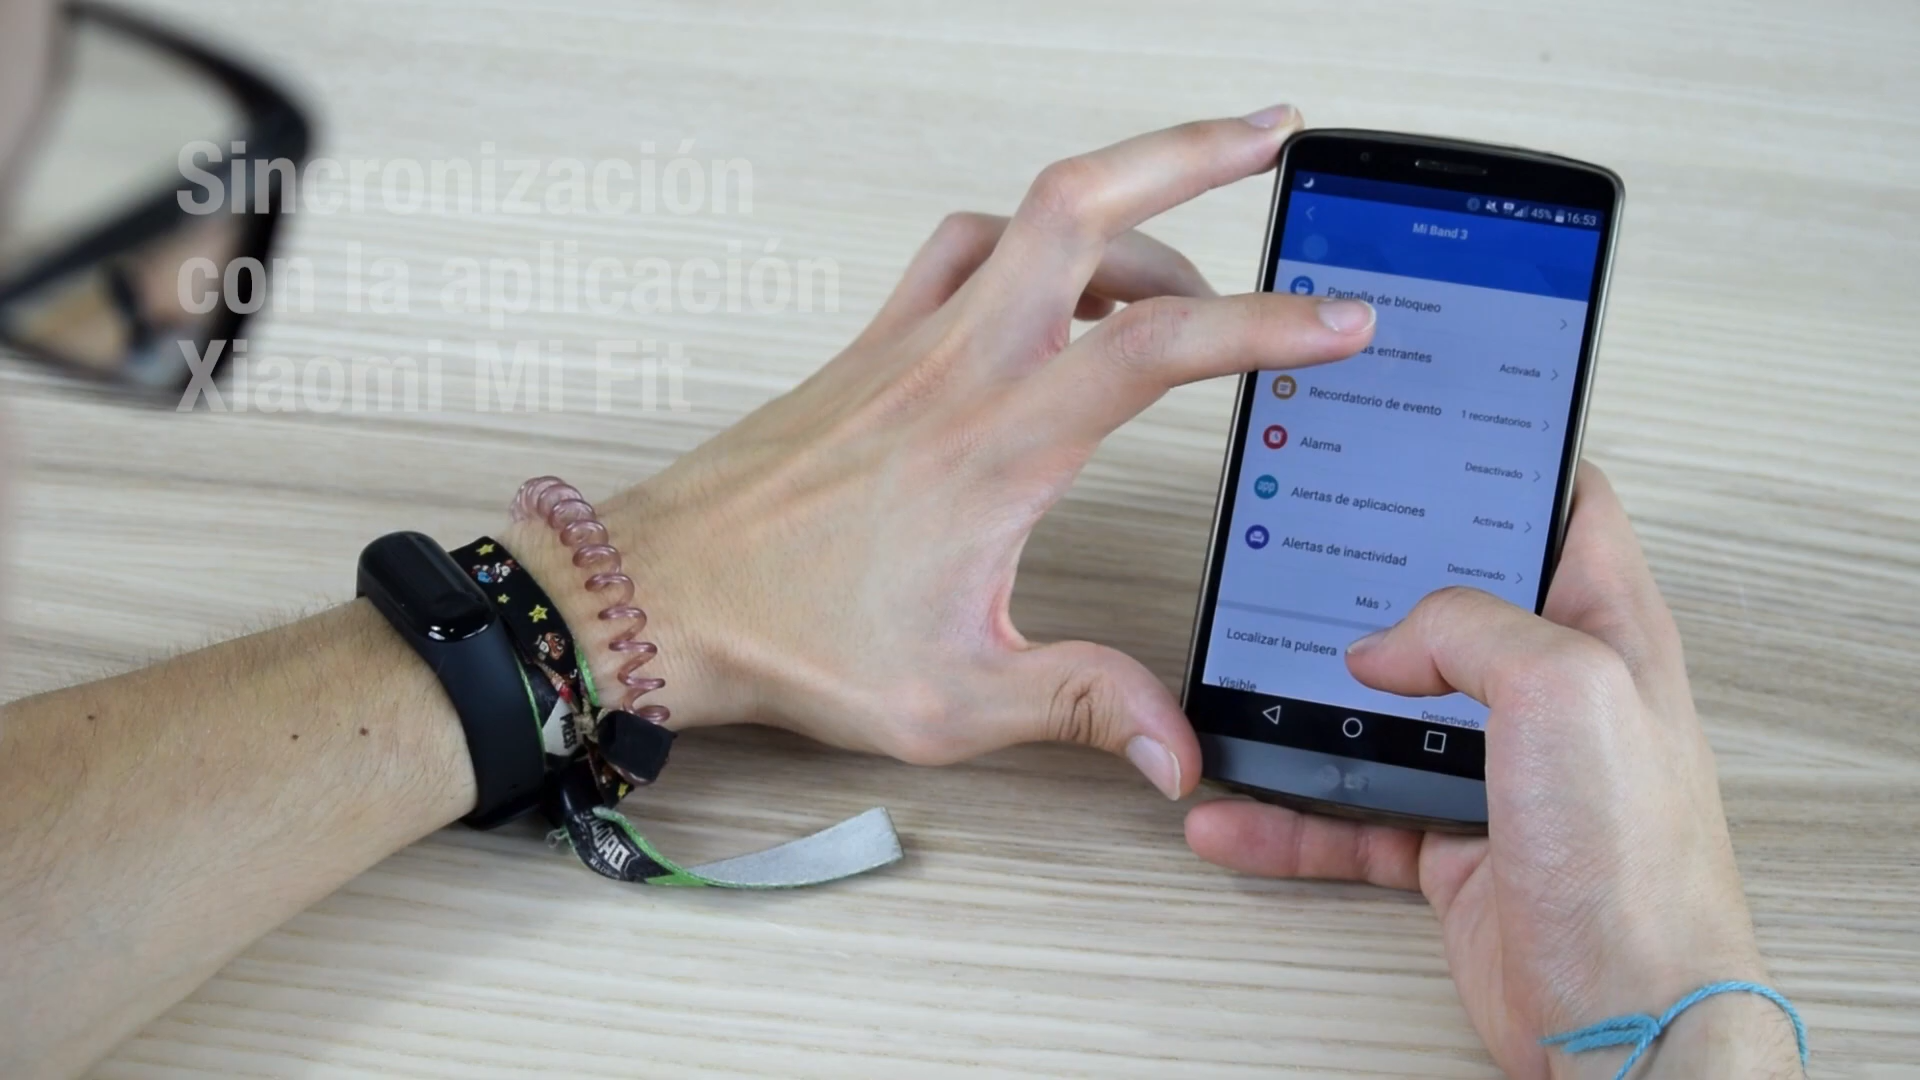 Sincronización
con la aplicación
Xiaomi Mi Fit
45% 16:53
Mi Band 3
Pantalla de bloqueo
entrantes Activada
Recordatorio de evento 1 recordatorios
Alarma Desactivado
app Alertas de aplicaciones Activada
Alertas de inactividad Desactivado
Más
Localizar la pulsera
Visible
Desactivado
LG